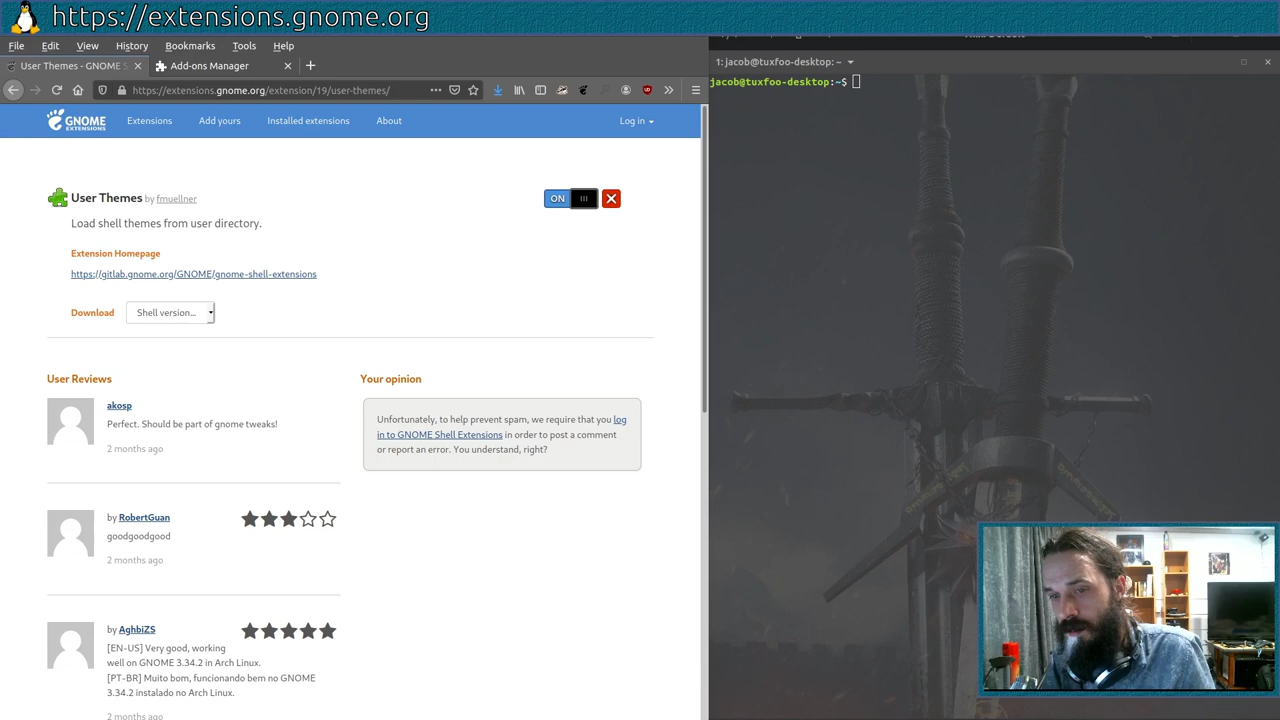 https://extensions.gnome.org
File Edit View History Bookmarks Tools Help
User Themes - GNOME S
Add-ons Manager
https://extensions.gnome.org/extension/19/user-themes/
GNOME
EXTENSIONS
Extensions
Add yours
Installed extensions
About
Log in
User Themes by fmuellner
ON
Load shell themes from user directory.
Extension Homepage
https://gitlab.gnome.org/GNOME/gnome-shell-extensions
Download
Shell version...
User Reviews
akosp
Perfect. Should be part of gnome tweaks!
2 months ago
by RobertGuan
goodgoodgood
2 months ago
by AghbiZS
[EN-US] Very good, working
well on GNOME 3.34.2 in Arch Linux.
[PT-BR] Muito bom, funcionando bem no GNOME
3.34.2 instalado no Arch Linux.
2 months ago
Your opinion
Unfortunately, to help prevent spam, we require that you log
in to GNOME Shell Extensions in order to post a comment
or report an error. You understand, right?
1: jacob@tuxfoo-desktop: ~
jacob@tuxfoo-desktop:~$